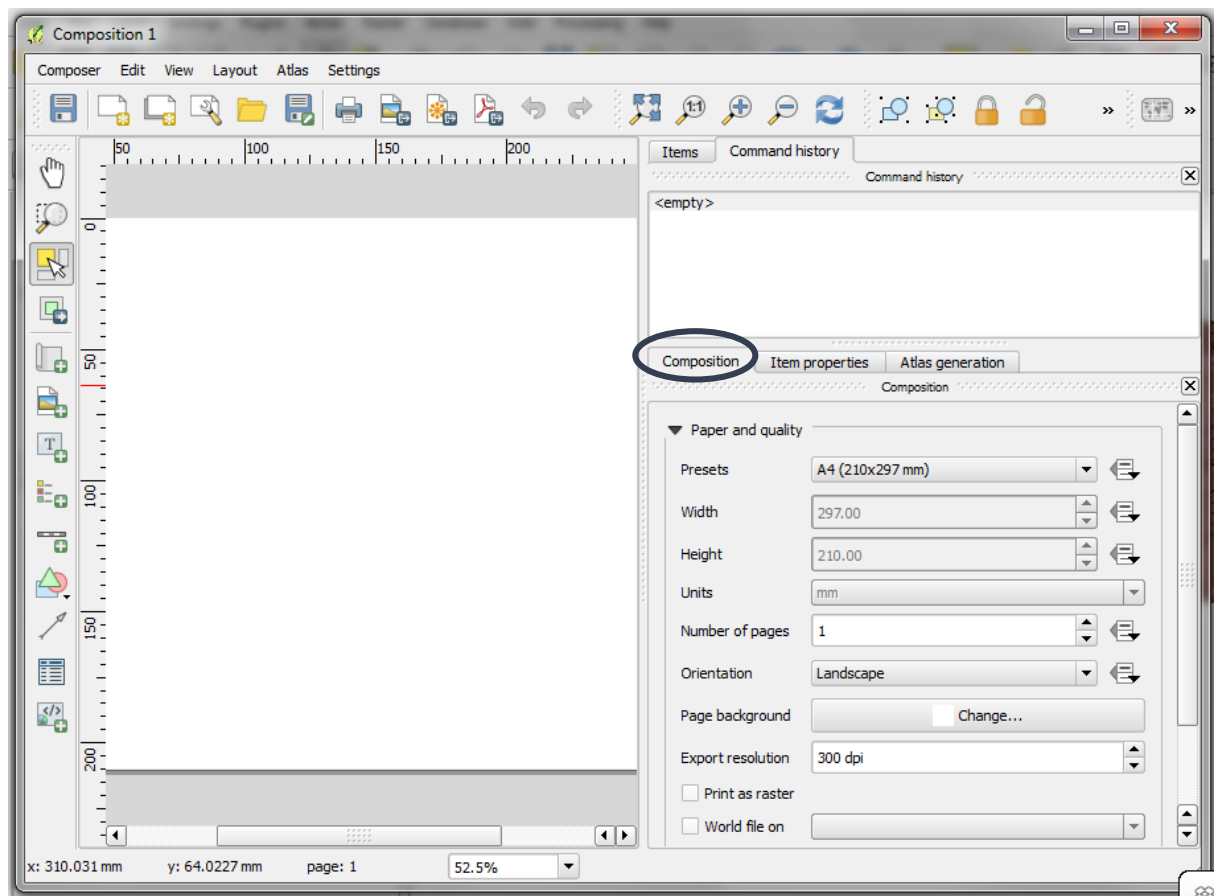 Composition 1
Composer Edit View Layout Atlas Settings
1:1 » »
50 100 150 200
Items Command history
Command history
<empty>
0
50
100
150
200
T
</>
Composition Item properties Atlas generation
Composition
Paper and quality
Presets A4 (210x297 mm)
Width 297.00
Height 210.00
Units mm
Number of pages 1
Orientation Landscape
Page background Change...
Export resolution 300 dpi
Print as raster
World file on
x: 310.031 mm y: 64.0227 mm page: 1 52.5%